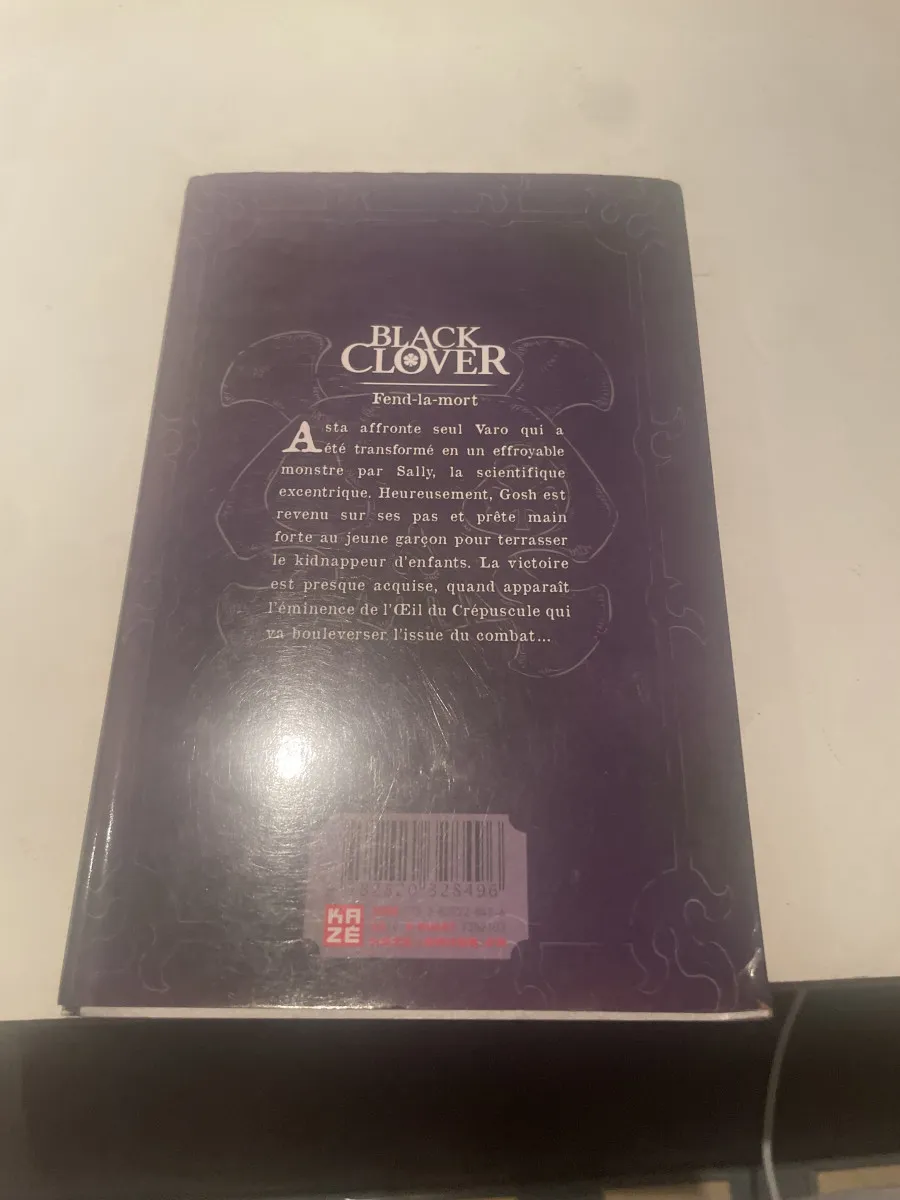 BLACK
CLOVER
Fend-la-mort
Asta affronte seul Varo qui a
été transformé en un effroyable
monstre par Sally, la scientifique
excentrique. Heureusement, Gosh est
revenu sur ses pas et prête main
forte au jeune garçon pour terrasser
le kidnappeur d'enfants. La victoire
est presque acquise, quand apparaît
l'éminence de l'Œil du Crépuscule qui
va bouleverser l'issue du combat...
782820328496
KA
ZÉ